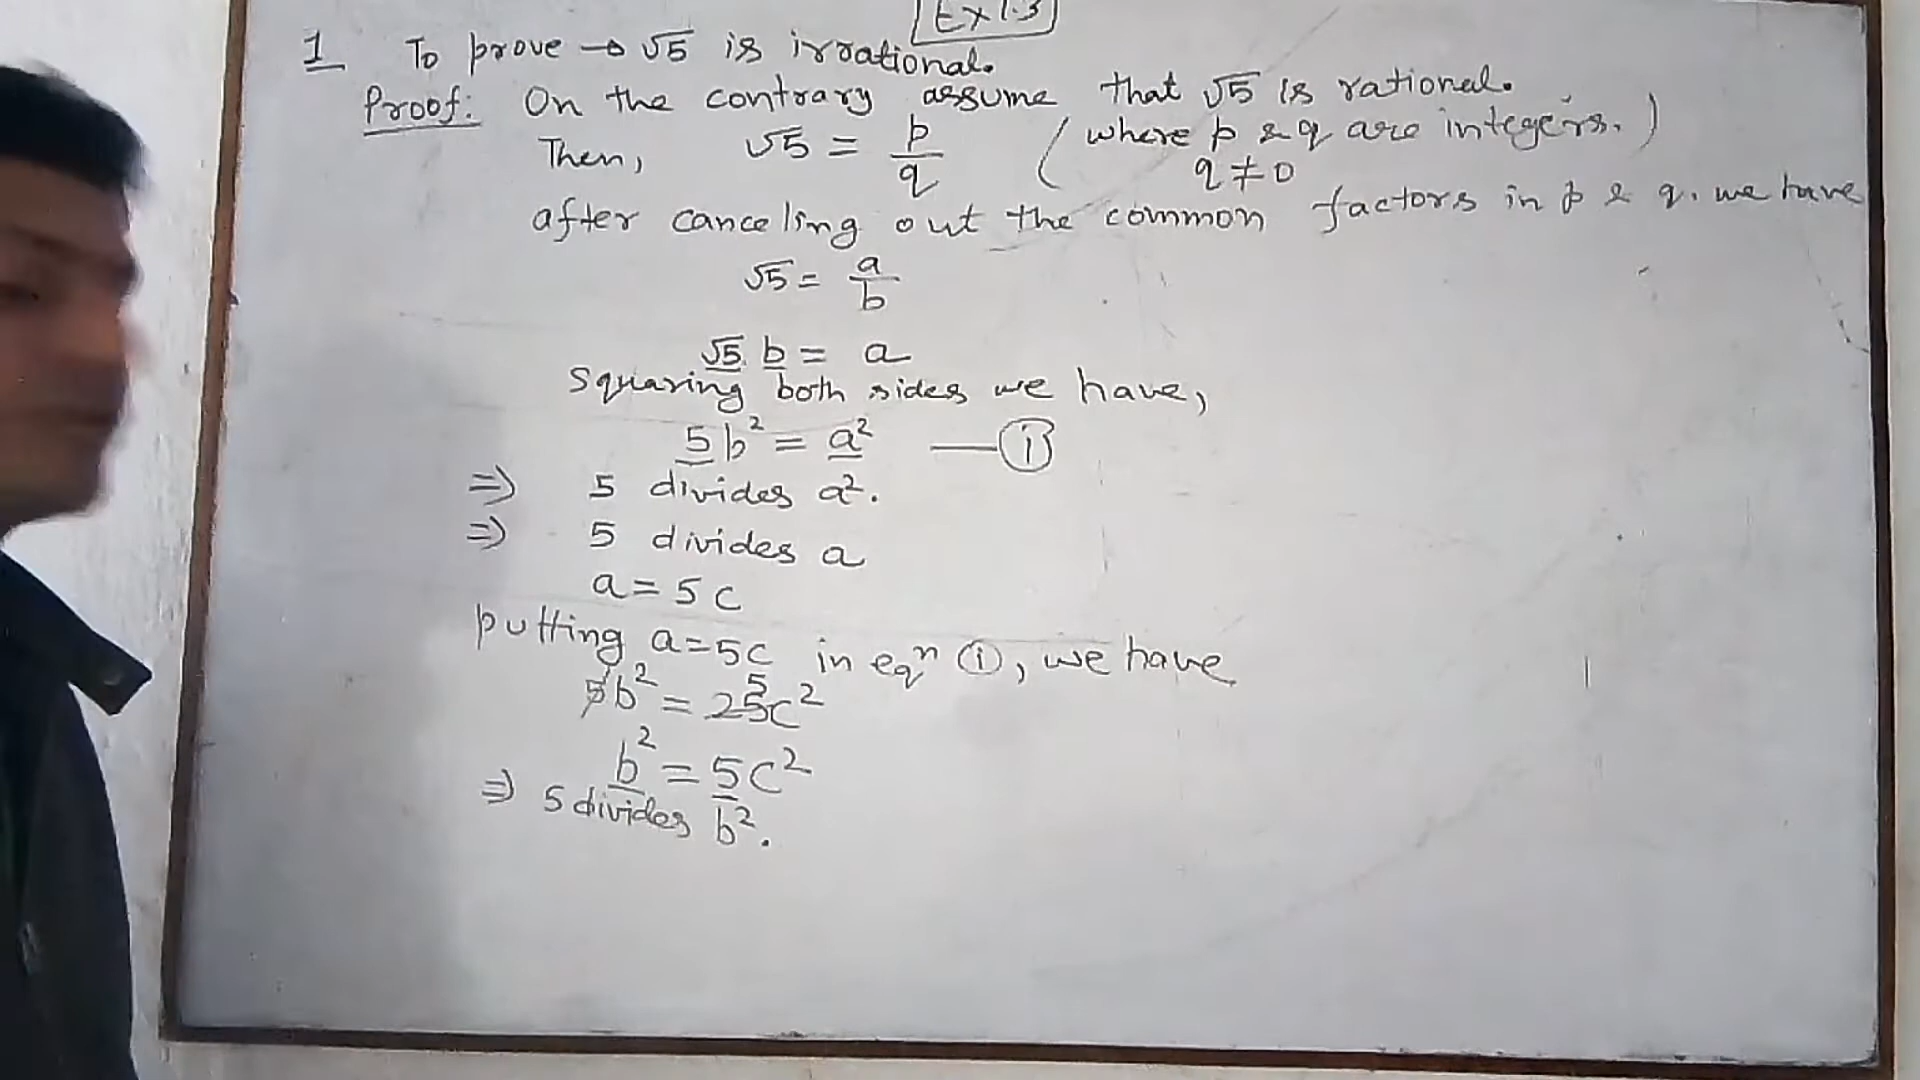 Ex 1.3
1 To prove → √5 is irrational.
Proof: On the contrary assume that √5 is rational.
Then, √5 = p/q (where p & q are integers.)
q ≠ 0
after canceling out the common factors in p & q. we have
√5 = a/b
√5 b = a
Squaring both sides we have,
5b² = a² — (i)
⇒ 5 divides a².
⇒ 5 divides a
a = 5c
putting a = 5c in eqⁿ (i), we have
5b² = 25c² 5
b² = 5c²
⇒ 5 divides b².